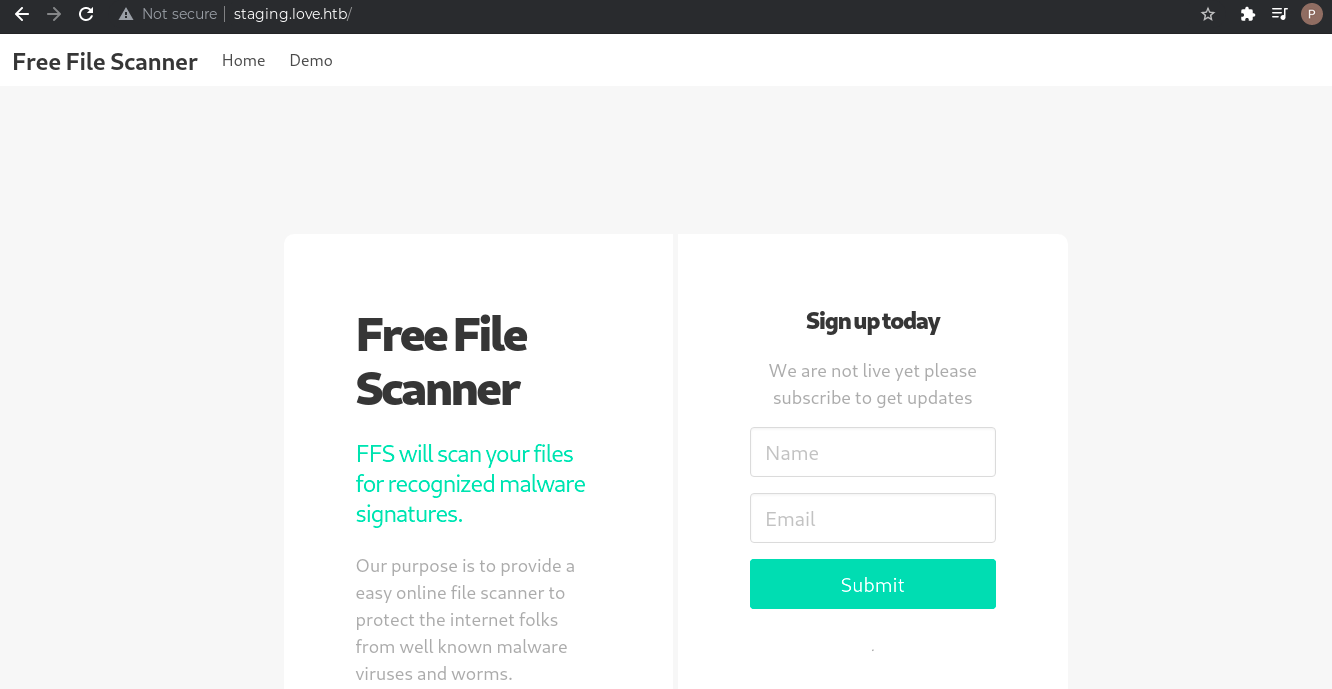 Not secure | staging.love.htb/
P
Free File Scanner Home Demo
Free File
Scanner
FFS will scan your files
for recognized malware
signatures.
Our purpose is to provide a
easy online file scanner to
protect the internet folks
from well known malware
viruses and worms.
Sign up today
We are not live yet please
subscribe to get updates
Name
Email
Submit
.